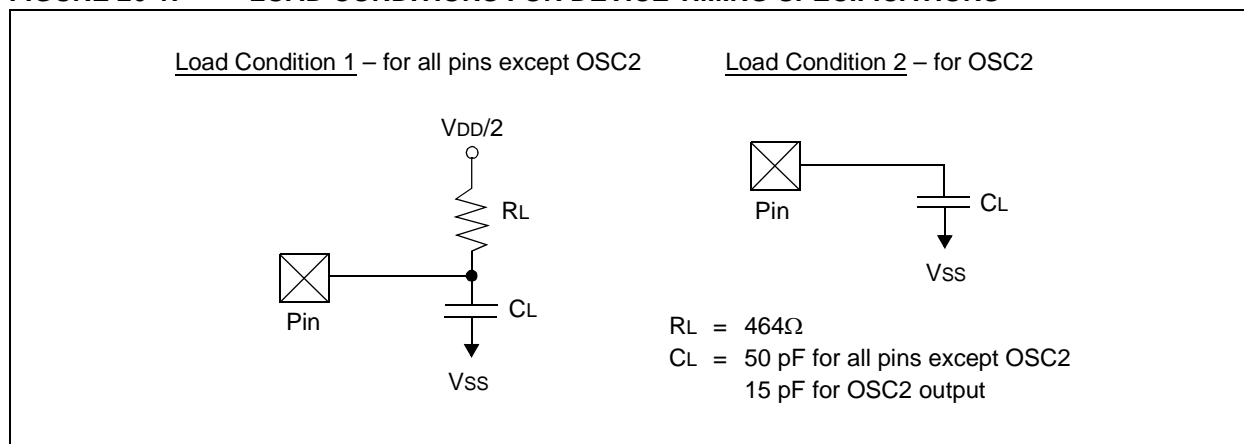 Load Condition 1 – for all pins except OSC2
Load Condition 2 – for OSC2
VDD/2
RL
Pin
CL
VSS
Pin
CL
VSS
RL = 464Ω
CL = 50 pF for all pins except OSC2
15 pF for OSC2 output